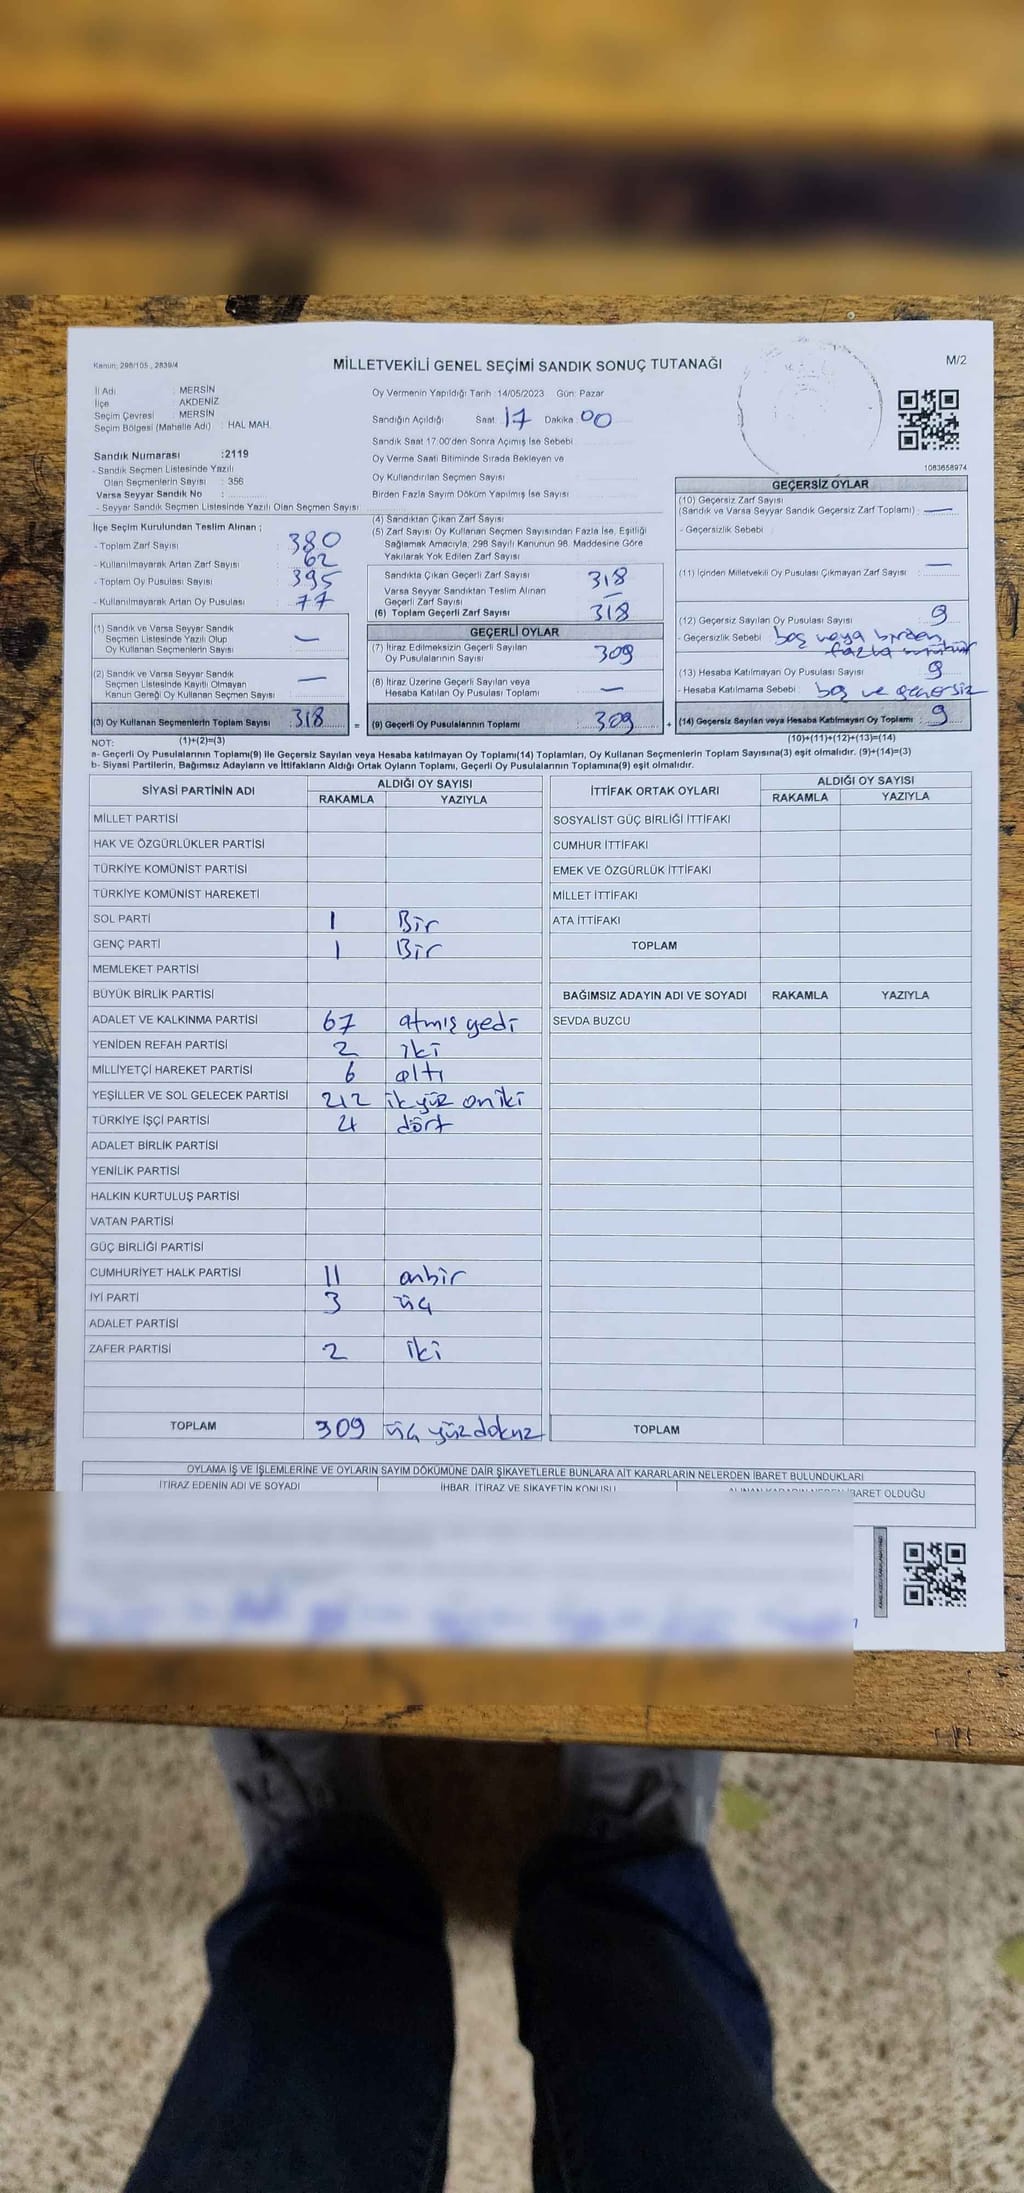 Kanun: 298/105 , 2839/4
MİLLETVEKİLİ GENEL SEÇİMİ SANDIK SONUÇ TUTANAĞI
M/2
İl Adı : MERSİN
İlçe : AKDENİZ
Seçim Çevresi : MERSİN
Seçim Bölgesi (Mahalle Adı) : HAL MAH.
Sandık Numarası :2119
- Sandık Seçmen Listesinde Yazılı
Olan Seçmenlerin Sayısı : 356
Varsa Seyyar Sandık No :
- Seyyar Sandık Seçmen Listesinde Yazılı Olan Seçmen Sayısı
Oy Vermenin Yapıldığı Tarih :14/05/2023 Gün: Pazar
Sandığın Açıldığı Saat 17 Dakika 00
Sandık Saat 17.00'den Sonra Açılmış İse Sebebi
Oy Verme Saati Bitiminde Sırada Bekleyen ve
Oy Kullandırılan Seçmen Sayısı
Birden Fazla Sayım Döküm Yapılmış İse Sayısı
1083658974
İlçe Seçim Kurulundan Teslim Alınan ;
- Toplam Zarf Sayısı : 380
- Kullanılmayarak Artan Zarf Sayısı : 62
- Toplam Oy Pusulası Sayısı : 395
- Kullanılmayarak Artan Oy Pusulası : 77
(1) Sandık ve Varsa Seyyar Sandık
Seçmen Listesinde Yazılı Olup
Oy Kullanan Seçmenlerin Sayısı : —
(2) Sandık ve Varsa Seyyar Sandık
Seçmen Listesinde Kayıtlı Olmayan
Kanun Gereği Oy Kullanan Seçmen Sayısı : —
(3) Oy Kullanan Seçmenlerin Toplam Sayısı : 318 =
(1)+(2)=(3)
(4) Sandıktan Çıkan Zarf Sayısı
(5) Zarf Sayısı Oy Kullanan Seçmen Sayısından Fazla İse, Eşitliği
Sağlamak Amacıyla, 298 Sayılı Kanunun 98. Maddesine Göre
Yakılarak Yok Edilen Zarf Sayısı
Sandıkta Çıkan Geçerli Zarf Sayısı : 318
Varsa Seyyar Sandıktan Teslim Alınan
Geçerli Zarf Sayısı : —
(6) Toplam Geçerli Zarf Sayısı : 318
GEÇERLİ OYLAR
(7) İtiraz Edilmeksizin Geçerli Sayılan
Oy Pusulalarının Sayısı : 309
(8) İtiraz Üzerine Geçerli Sayılan veya
Hesaba Katılan Oy Pusulası Toplamı : —
(9) Geçerli Oy Pusulalarının Toplamı : 309 +
GEÇERSİZ OYLAR
(10) Geçersiz Zarf Sayısı
(Sandık ve Varsa Seyyar Sandık Geçersiz Zarf Toplamı) : —
- Geçersizlik Sebebi :
(11) İçinden Milletvekili Oy Pusulası Çıkmayan Zarf Sayısı : —
(12) Geçersiz Sayılan Oy Pusulası Sayısı : 9
- Geçersizlik Sebebi : boş veya birden
fazla
(13) Hesaba Katılmayan Oy Pusulası Sayısı : 9
- Hesaba Katılmama Sebebi : boş ve geçersiz
(14) Geçersiz Sayılan veya Hesaba Katılmayan Oy Toplamı : 9
(10)+(11)+(12)+(13)=(14)
NOT:
a- Geçerli Oy Pusulalarının Toplamı(9) ile Geçersiz Sayılan veya Hesaba katılmayan Oy Toplamı(14) Toplamları, Oy Kullanan Seçmenlerin Toplam Sayısına(3) eşit olmalıdır. (9)+(14)=(3)
b- Siyasi Partilerin, Bağımsız Adayların ve İttifakların Aldığı Ortak Oyların Toplamı, Geçerli Oy Pusulalarının Toplamına(9) eşit olmalıdır.
SİYASİ PARTİNİN ADI ALDIĞI OY SAYISI
RAKAMLA YAZIYLA
MİLLET PARTİSİ
HAK VE ÖZGÜRLÜKLER PARTİSİ
TÜRKİYE KOMÜNİST PARTİSİ
TÜRKİYE KOMÜNİST HAREKETİ
SOL PARTİ 1 Bir
GENÇ PARTİ 1 Bir
MEMLEKET PARTİSİ
BÜYÜK BİRLİK PARTİSİ
ADALET VE KALKINMA PARTİSİ 67 atmış yedi
YENİDEN REFAH PARTİSİ 2 iki
MİLLİYETÇİ HAREKET PARTİSİ 6 altı
YEŞİLLER VE SOL GELECEK PARTİSİ 212 ikiyüz oniki
TÜRKİYE İŞÇİ PARTİSİ 4 dört
ADALET BİRLİK PARTİSİ
YENİLİK PARTİSİ
HALKIN KURTULUŞ PARTİSİ
VATAN PARTİSİ
GÜÇ BİRLİĞİ PARTİSİ
CUMHURİYET HALK PARTİSİ 11 onbir
İYİ PARTİ 3 üç
ADALET PARTİSİ
ZAFER PARTİSİ 2 iki
TOPLAM 309 üç yüz dokuz
İTTİFAK ORTAK OYLARI ALDIĞI OY SAYISI
RAKAMLA YAZIYLA
SOSYALİST GÜÇ BİRLİĞİ İTTİFAKI
CUMHUR İTTİFAKI
EMEK VE ÖZGÜRLÜK İTTİFAKI
MİLLET İTTİFAKI
ATA İTTİFAKI
TOPLAM
BAĞIMSIZ ADAYIN ADI VE SOYADI RAKAMLA YAZIYLA
SEVDA BUZCU
TOPLAM
OYLAMA İŞ VE İŞLEMLERİNE VE OYLARIN SAYIM DÖKÜMÜNE DAİR ŞİKAYETLERLE BUNLARA AİT KARARLARIN NELERDEN İBARET BULUNDUKLARI
İTİRAZ EDENİN ADI VE SOYADI İHBAR, İTİRAZ VE ŞİKAYETİN KONUSU ALINAN KARARIN NEDEN İBARET OLDUĞU